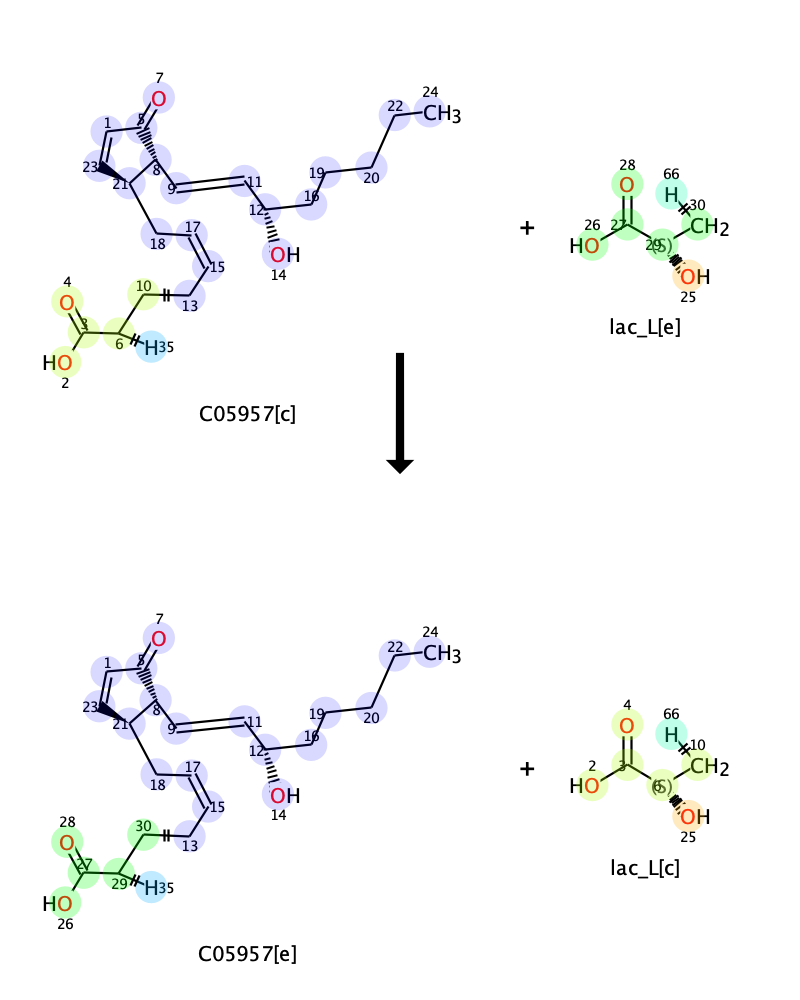 7
O
24
22
CH3
1
5
23
8
19
20
21
9
11
16
12
17
18
OH
14
15
4
10
O
13
3
6
H35
HO
2
C05957[c]
+
28
O
66
H
30
26
27
CH2
HO
29
(S)
OH
25
lac_L[e]
7
O
24
22
CH3
1
5
23
8
19
20
21
9
11
16
12
17
18
OH
14
15
28
30
O
13
27
29
H35
HO
26
C05957[e]
+
4
O
66
H
10
2
3
CH2
HO
6
(S)
OH
25
lac_L[c]